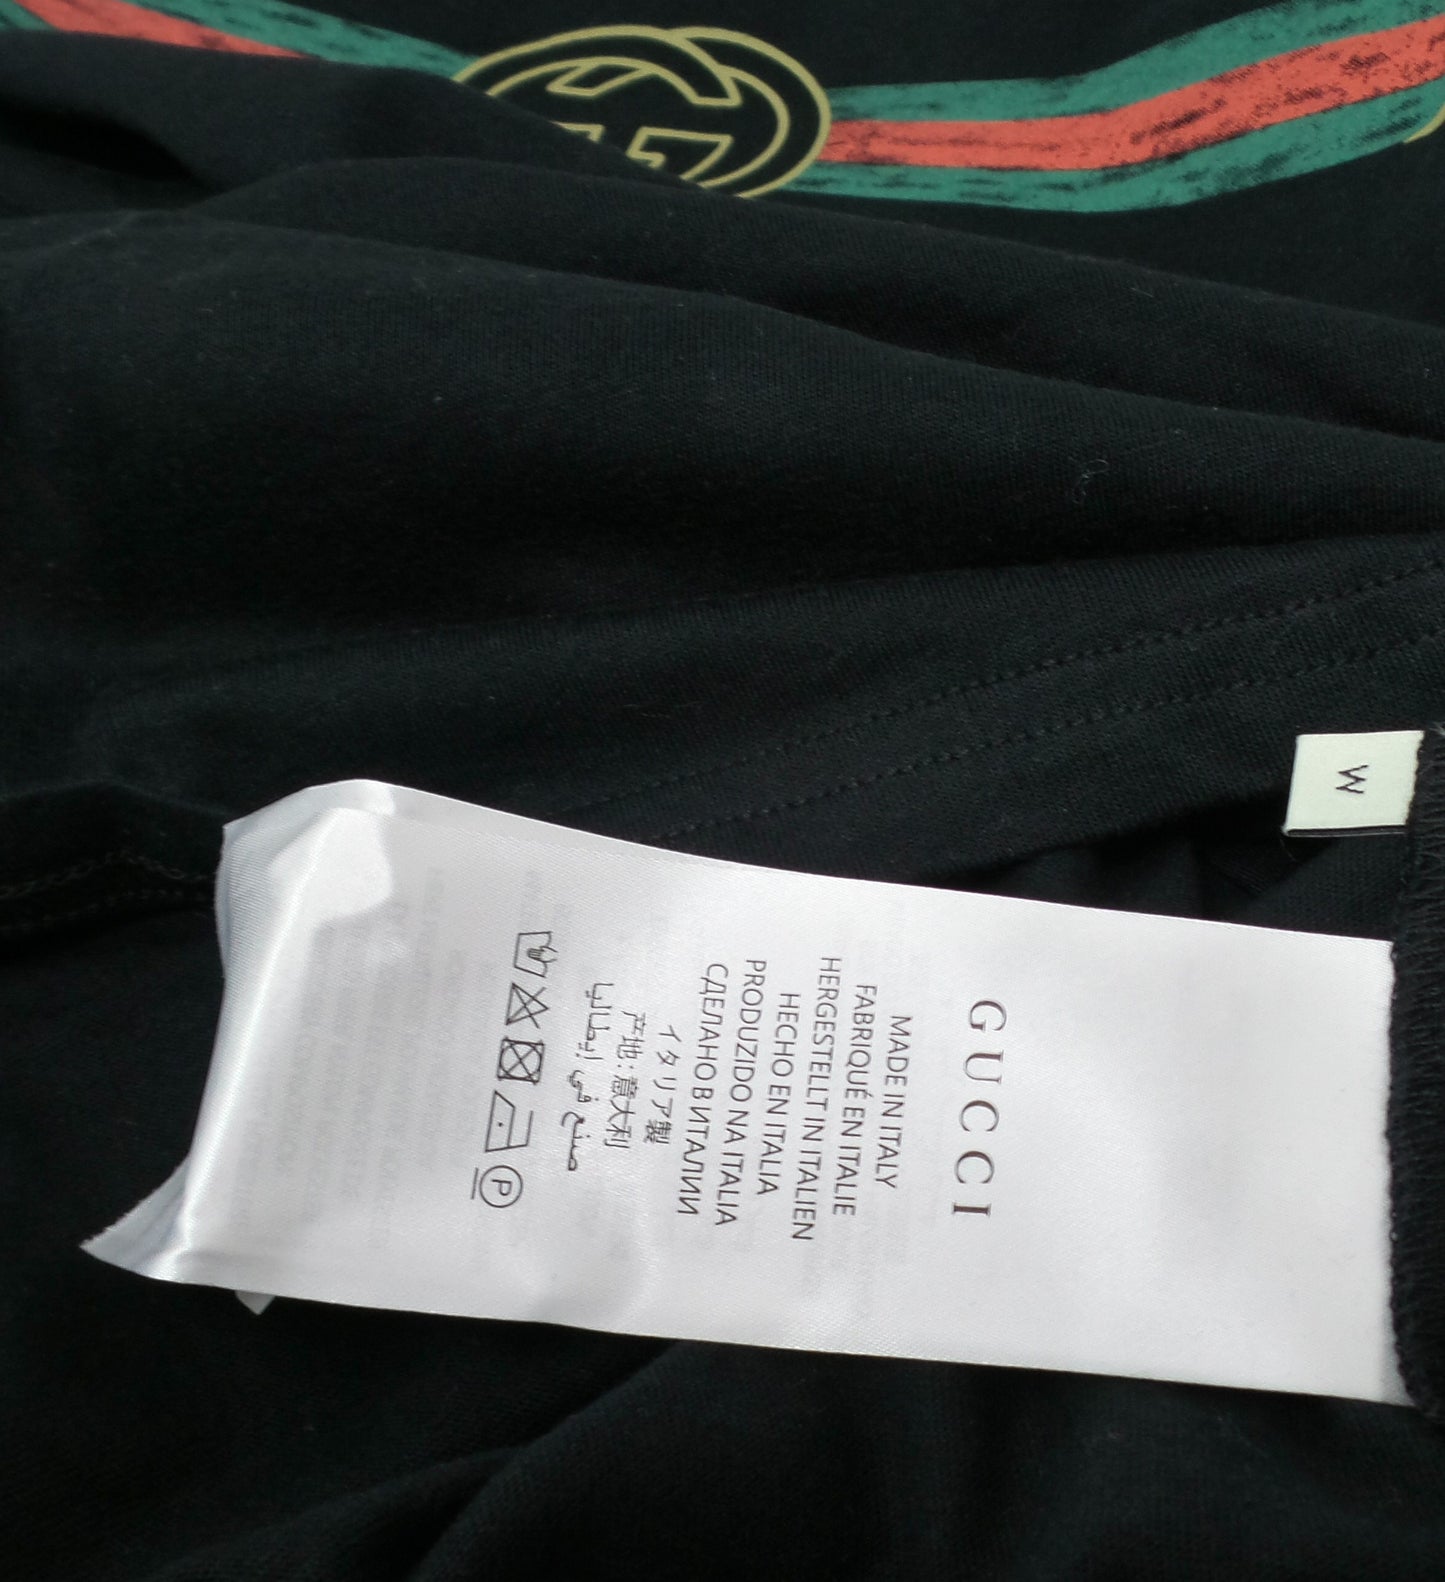 GUCCI
MADE IN ITALY
FABRIQUÉ EN ITALIE
HERGESTELLT IN ITALIEN
HECHO EN ITALIA
PRODUZIDO NA ITALIA
СДЕЛАНО В ИТАЛИИ
イタリア製
产地:意大利
صنع في إيطاليا
P
M